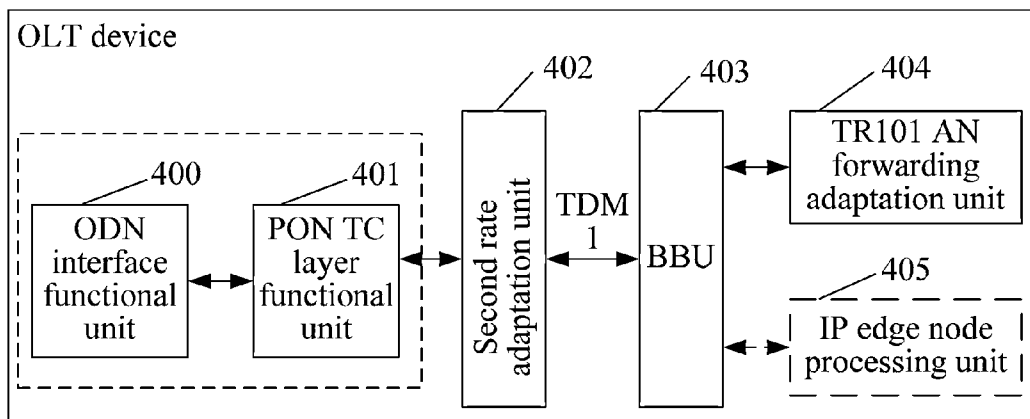 OLT device
402
403
404
TR101 AN
forwarding
adaptation unit
400
401
ODN
interface
functional
unit
PON TC
layer
functional
unit
Second rate
adaptation unit
TDM
1
BBU
405
IP edge node
processing unit